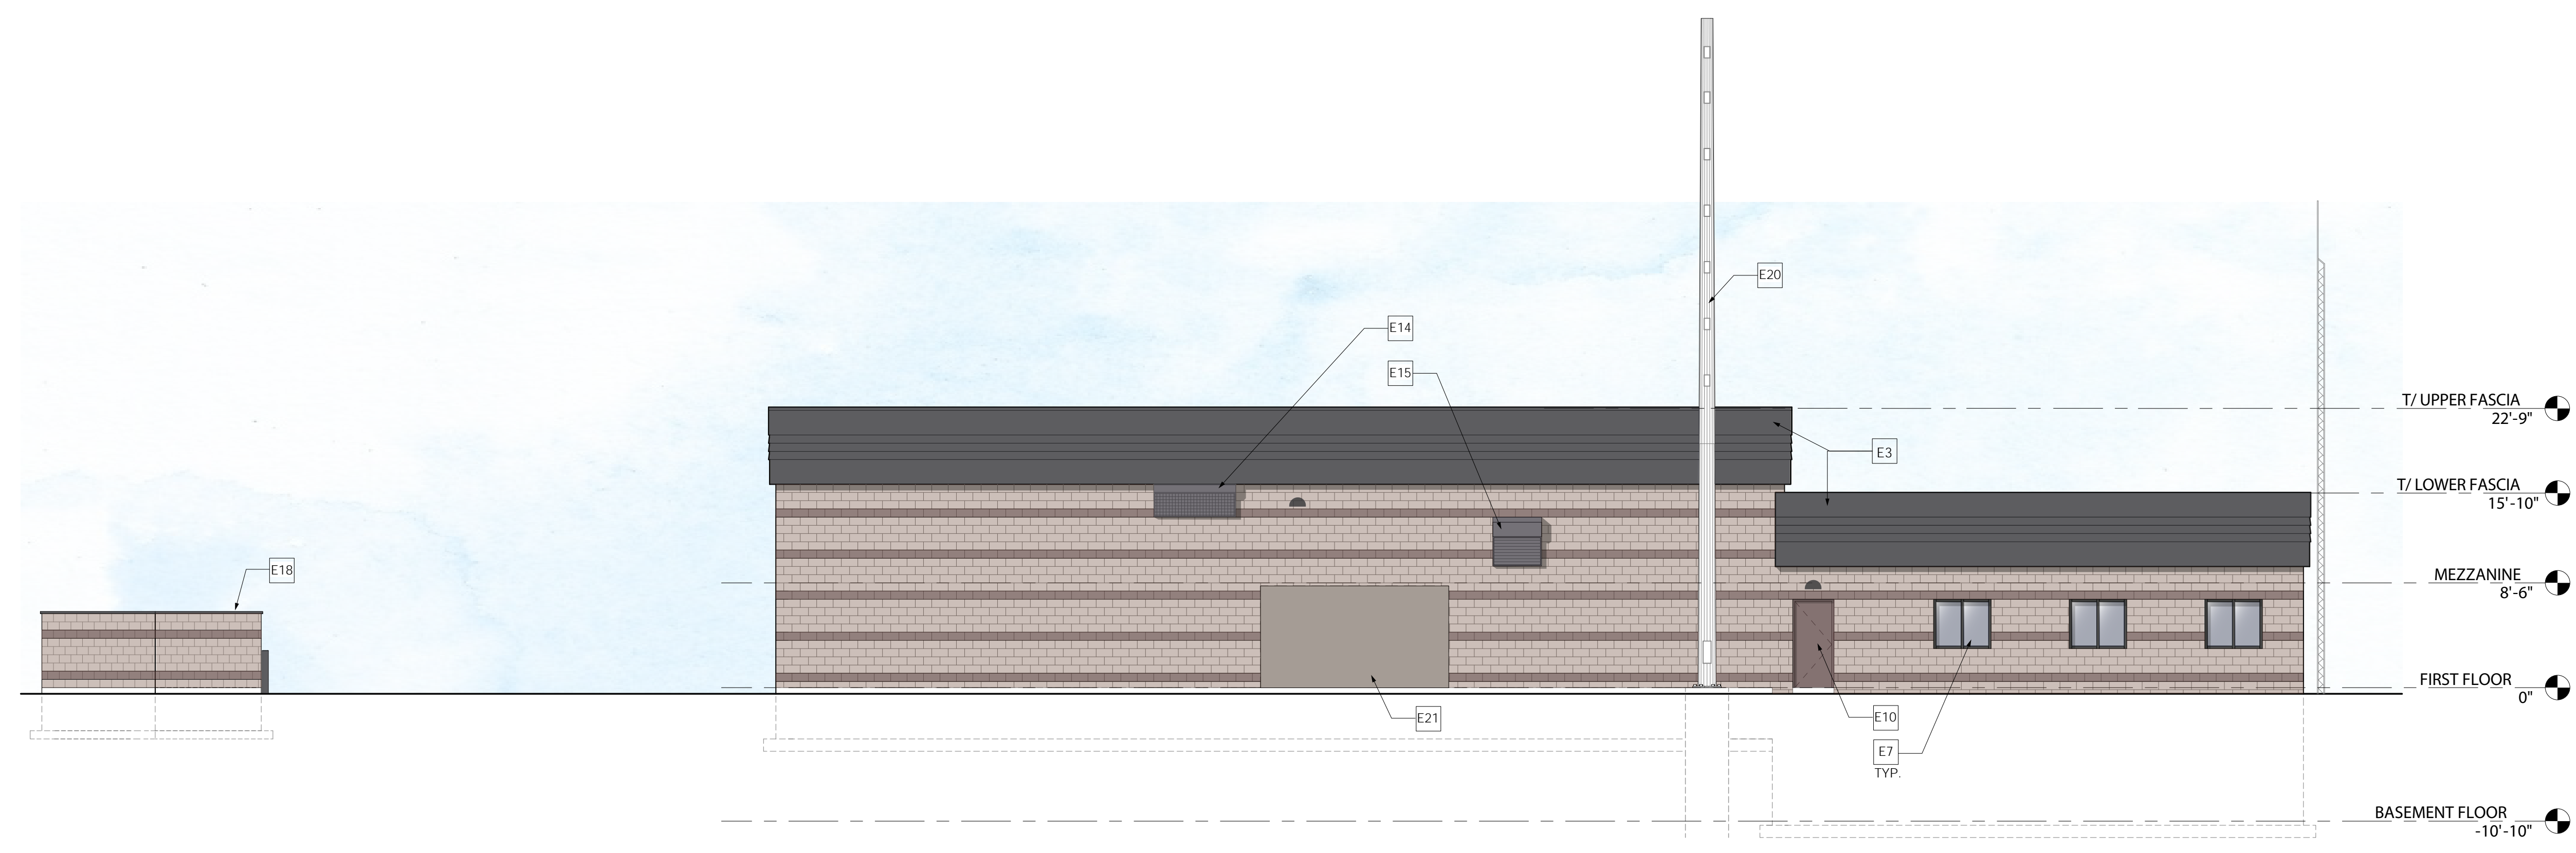 E20
E14
E15
T/ UPPER FASCIA
22'-9"
E3
T/ LOWER FASCIA
15'-10"
E18
MEZZANINE
8'-6"
FIRST FLOOR
0"
E21
E10
E7
TYP.
BASEMENT FLOOR
-10'-10"